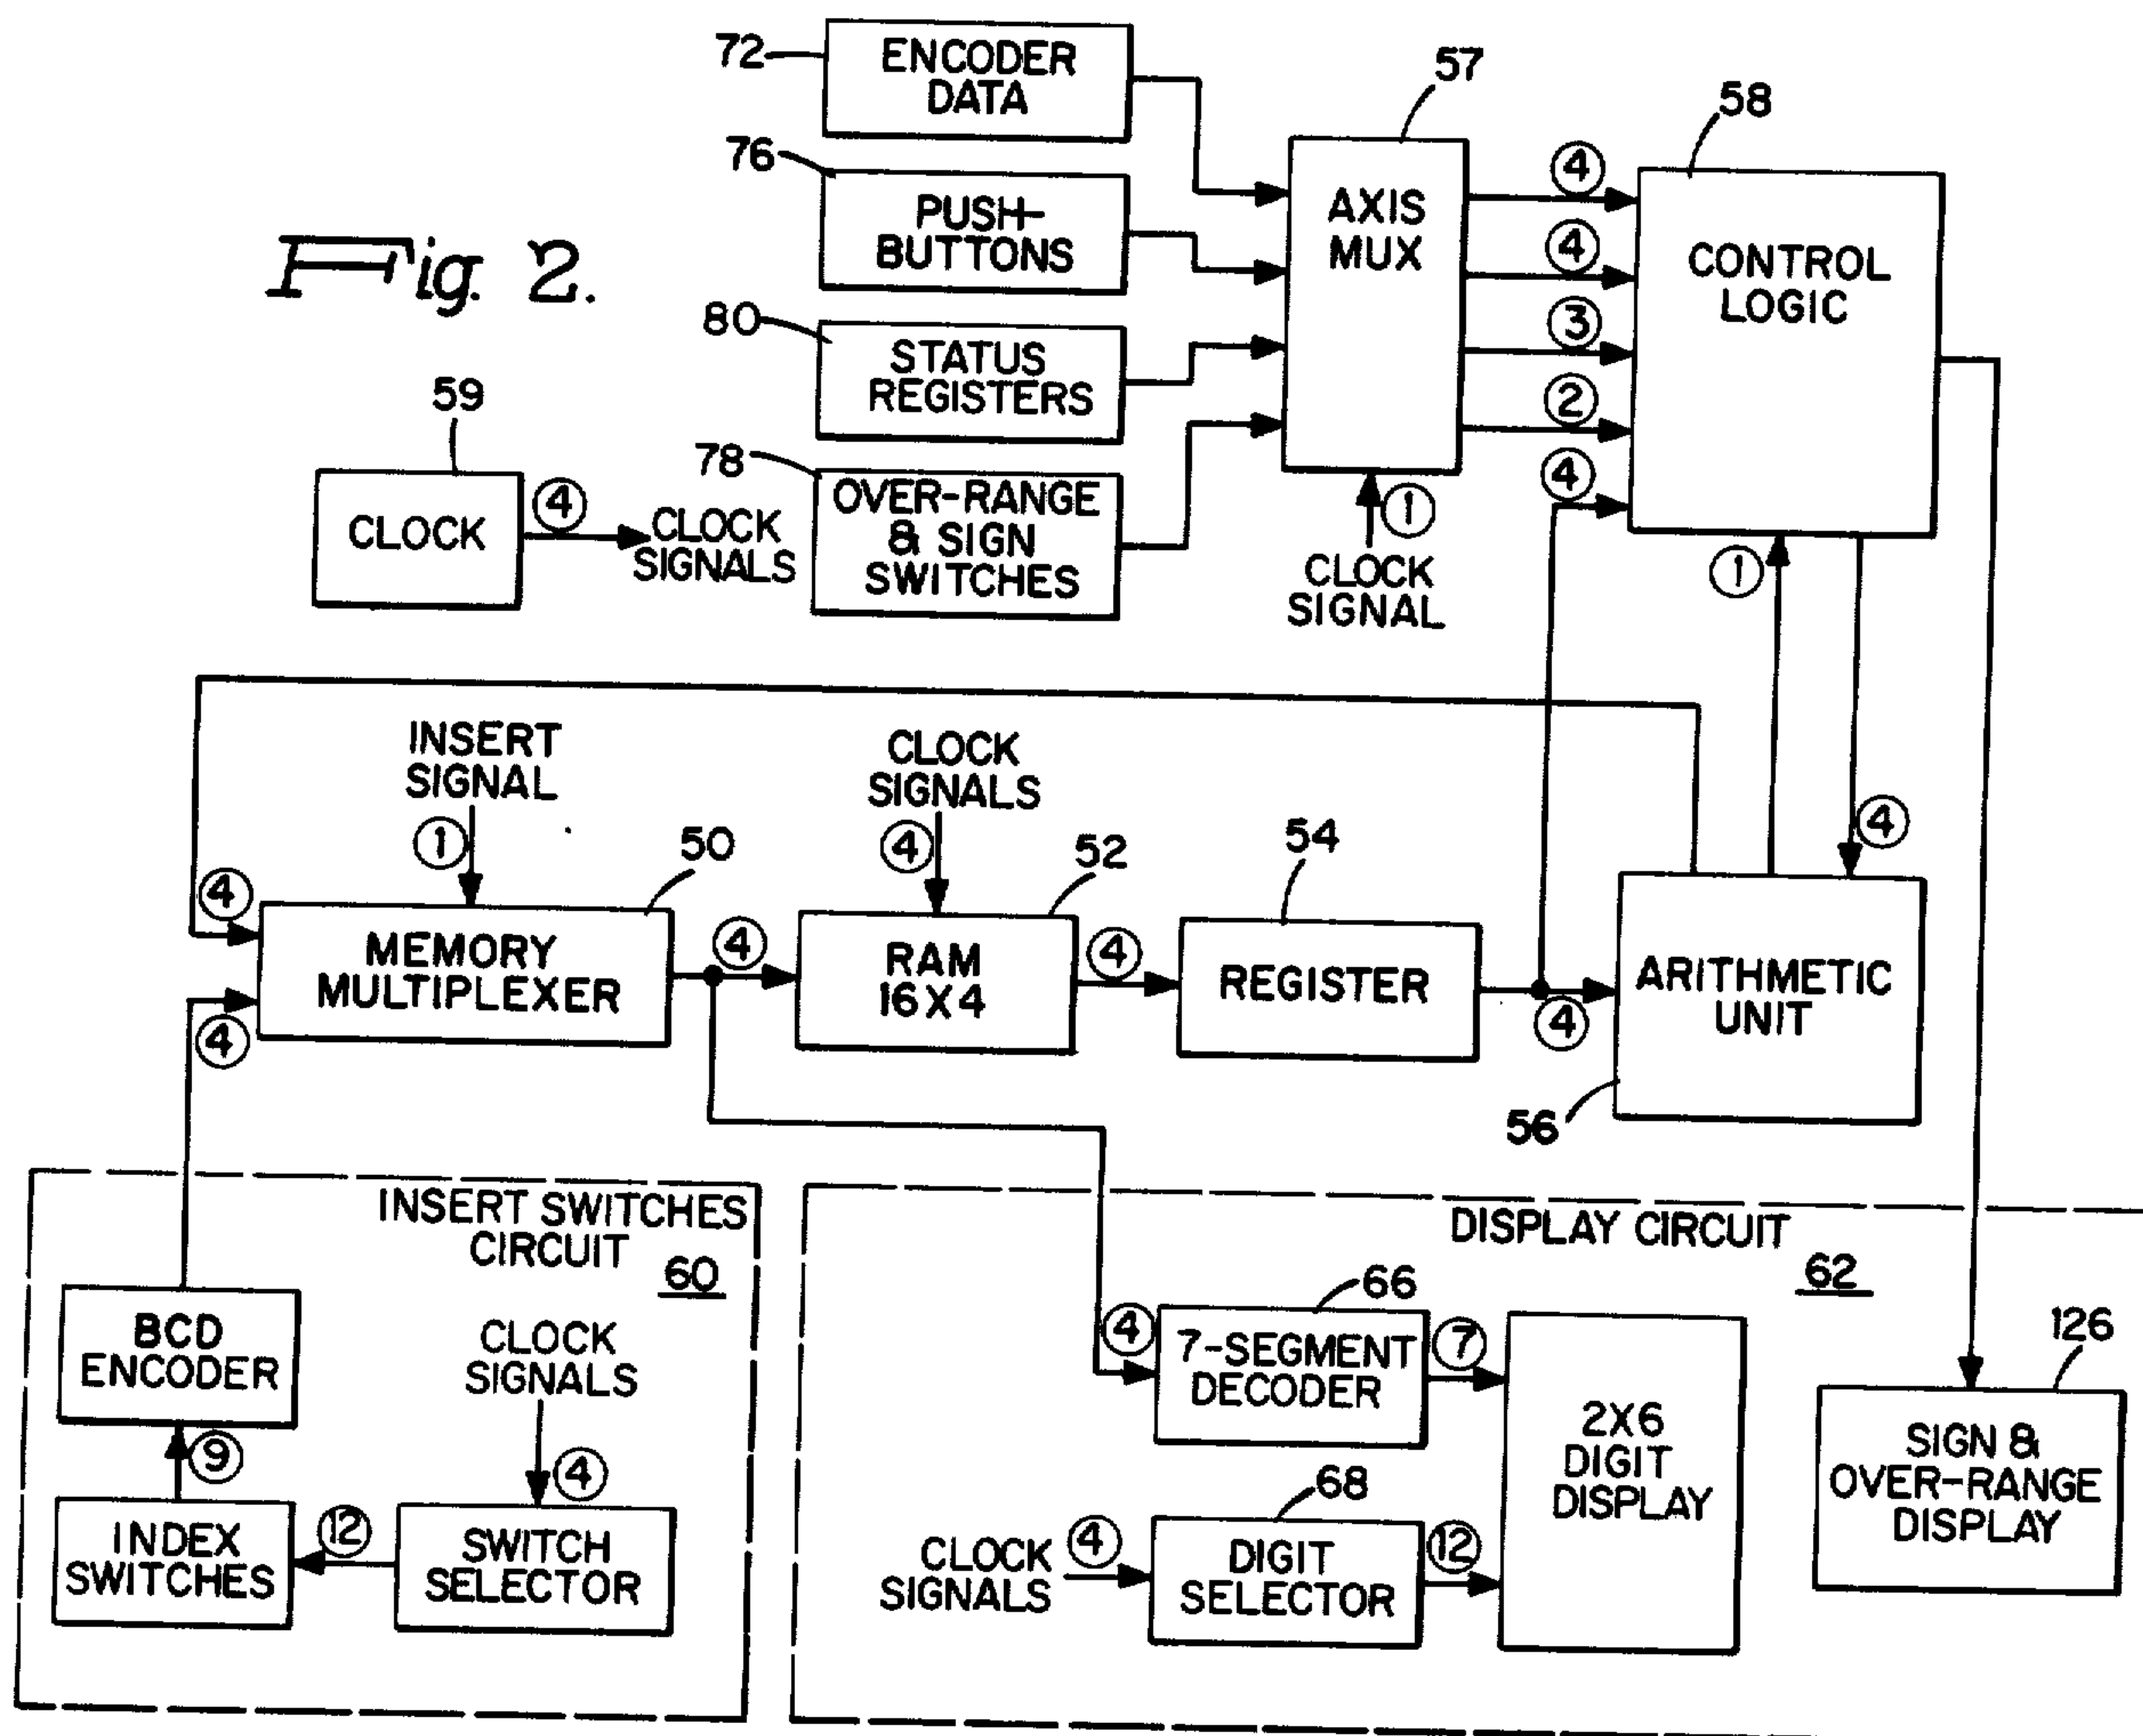 72
ENCODER
DATA
76
PUSH-
BUTTONS
80
STATUS
REGISTERS
78
OVER-RANGE
& SIGN
SWITCHES
Fig. 2.
59
CLOCK
4
CLOCK
SIGNALS
57
AXIS
MUX
1
CLOCK
SIGNAL
4
4
3
2
4
58
CONTROL
LOGIC
1
4
INSERT
SIGNAL
1
4
4
50
MEMORY
MULTIPLEXER
4
CLOCK
SIGNALS
4
52
RAM
16X4
4
54
REGISTER
4
ARITHMETIC
UNIT
56
INSERT SWITCHES
CIRCUIT
60
BCD
ENCODER
9
INDEX
SWITCHES
12
CLOCK
SIGNALS
4
SWITCH
SELECTOR
DISPLAY CIRCUIT
62
4
66
7-SEGMENT
DECODER
7
CLOCK
SIGNALS
4
68
DIGIT
SELECTOR
12
2X6
DIGIT
DISPLAY
126
SIGN &
OVER-RANGE
DISPLAY